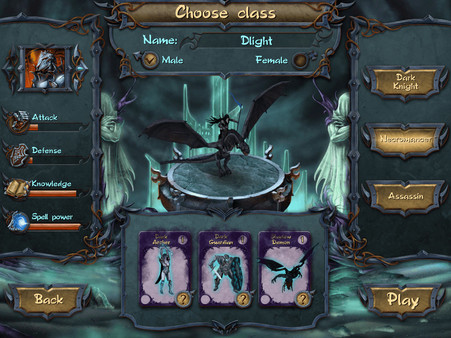 Choose class
Name: Dlight
Male Female
Attack
Defense
Knowledge
Spell power
Dark
Knight
Necromancer
Assassin
Archer
Guardian
Demon
?
?
?
Back
Play